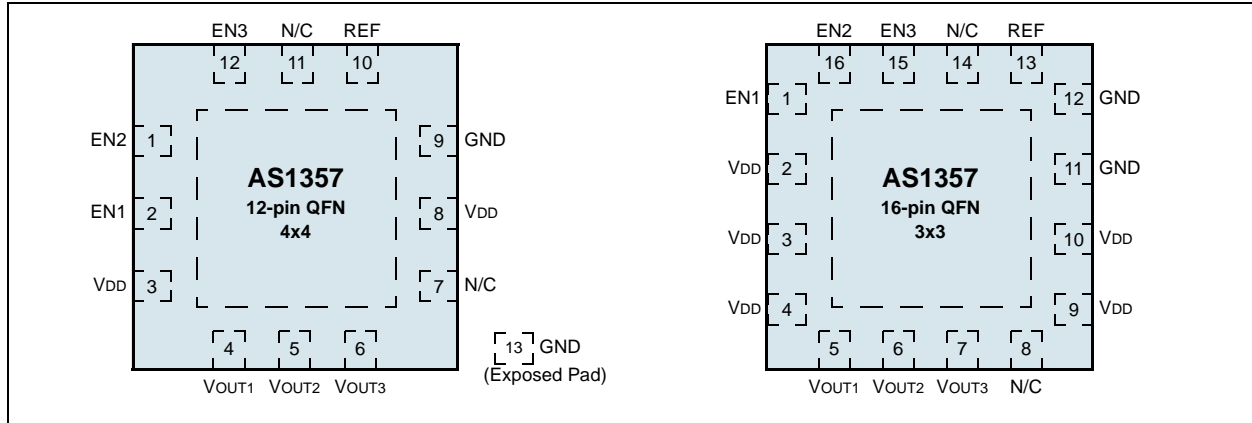 EN3 N/C REF
12 11 10
EN2 1 9 GND
AS1357
12-pin QFN
4x4
EN1 2 8 VDD
VDD 3 7 N/C
4 5 6
VOUT1 VOUT2 VOUT3
13 GND
(Exposed Pad)
EN2 EN3 N/C REF
16 15 14 13
EN1 1 12 GND
VDD 2 11 GND
AS1357
16-pin QFN
3x3
VDD 3 10 VDD
VDD 4 9 VDD
5 6 7 8
VOUT1 VOUT2 VOUT3 N/C